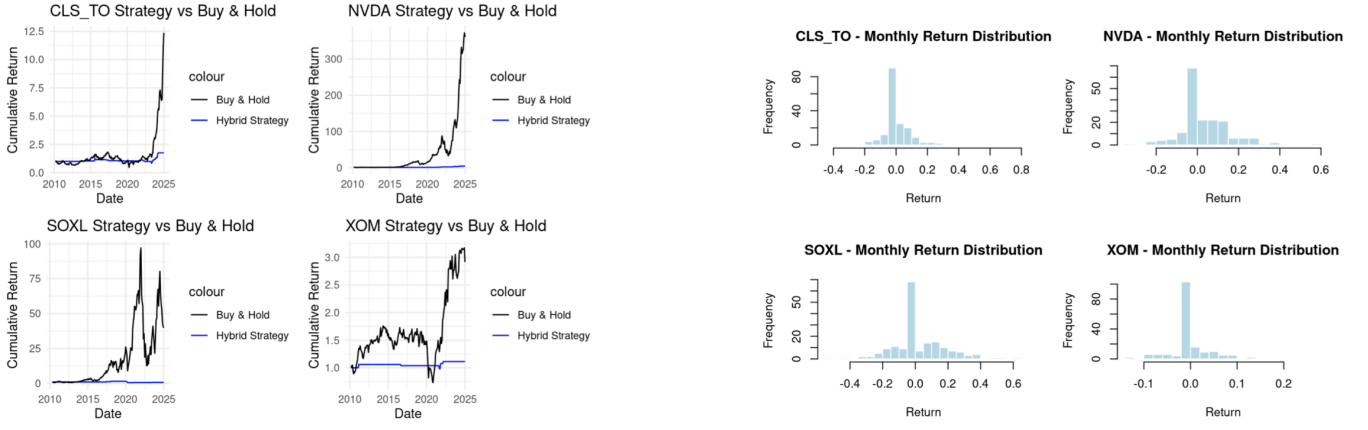 CLS_TO Strategy vs Buy & Hold
Cumulative Return
12.5
10.0
7.5
5.0
2.5
0.0
2010 2015 2020 2025
Date
colour
Buy & Hold
Hybrid Strategy
NVDA Strategy vs Buy & Hold
Cumulative Return
300
200
100
0
2010 2015 2020 2025
Date
colour
Buy & Hold
Hybrid Strategy
SOXL Strategy vs Buy & Hold
Cumulative Return
100
75
50
25
0
2010 2015 2020 2025
Date
colour
Buy & Hold
Hybrid Strategy
XOM Strategy vs Buy & Hold
Cumulative Return
3.0
2.5
2.0
1.5
1.0
2010 2015 2020 2025
Date
colour
Buy & Hold
Hybrid Strategy
CLS_TO - Monthly Return Distribution
Frequency
80
40
0
-0.4 -0.2 0.0 0.2 0.4 0.6 0.8
Return
NVDA - Monthly Return Distribution
Frequency
50
20
0
-0.2 0.0 0.2 0.4 0.6
Return
SOXL - Monthly Return Distribution
Frequency
50
20
0
-0.4 -0.2 0.0 0.2 0.4 0.6
Return
XOM - Monthly Return Distribution
Frequency
80
40
0
-0.1 0.0 0.1 0.2
Return